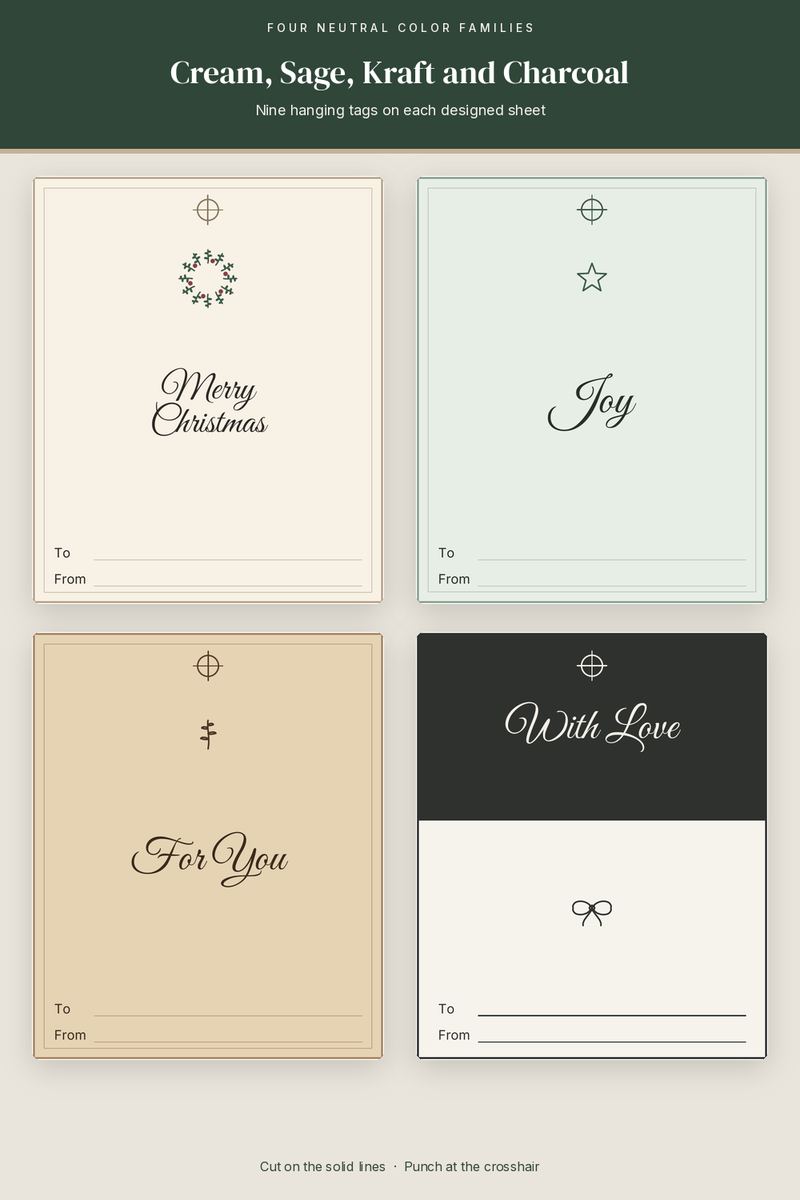 FOUR NEUTRAL COLOR FAMILIES
Cream, Sage, Kraft and Charcoal
Nine hanging tags on each designed sheet
Merry
Christmas
To
From
Joy
To
From
For You
To
From
With Love
To
From
Cut on the solid lines · Punch at the crosshair